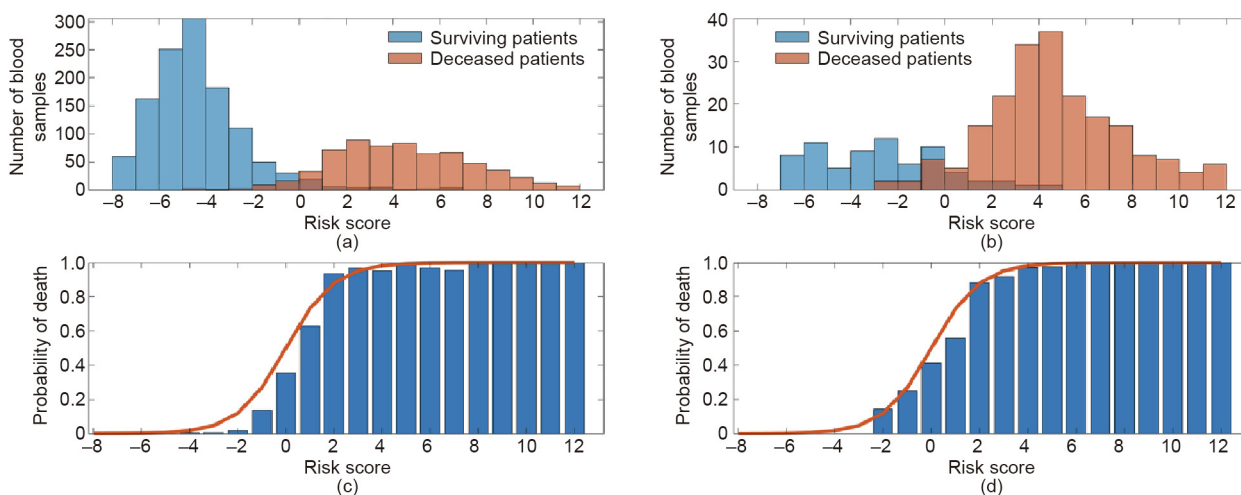 300
250
200
150
100
50
0
Number of blood
samples
Surviving patients
Deceased patients
−8 −6 −4 −2 0 2 4 6 8 10 12
Risk score
(a)
40
30
20
10
0
Number of blood
samples
Surviving patients
Deceased patients
−8 −6 −4 −2 0 2 4 6 8 10 12
Risk score
(b)
1.0
0.8
0.6
0.4
0.2
0
Probability of death
−8 −6 −4 −2 0 2 4 6 8 10 12
Risk score
(c)
1.0
0.8
0.6
0.4
0.2
0
Probability of death
−8 −6 −4 −2 0 2 4 6 8 10 12
Risk score
(d)